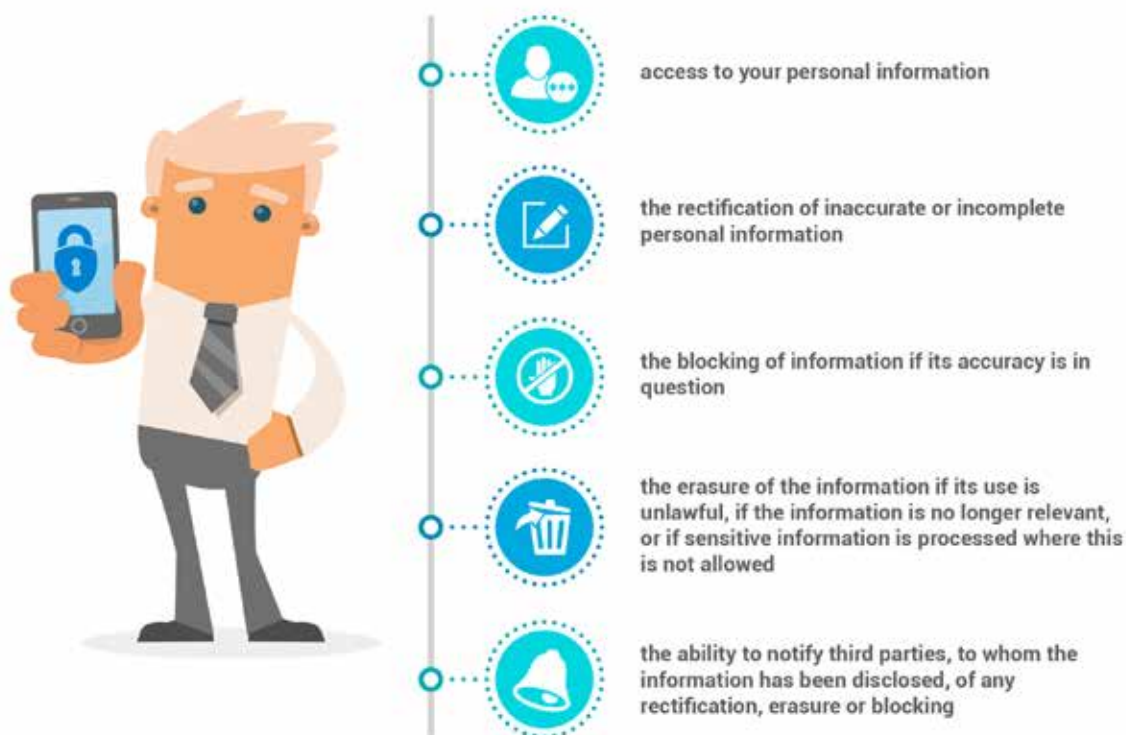 access to your personal information
the rectification of inaccurate or incomplete
personal information
the blocking of information if its accuracy is in
question
the erasure of the information if its use is
unlawful, if the information is no longer relevant,
or if sensitive information is processed where this
is not allowed
the ability to notify third parties, to whom the
information has been disclosed, of any
rectification, erasure or blocking